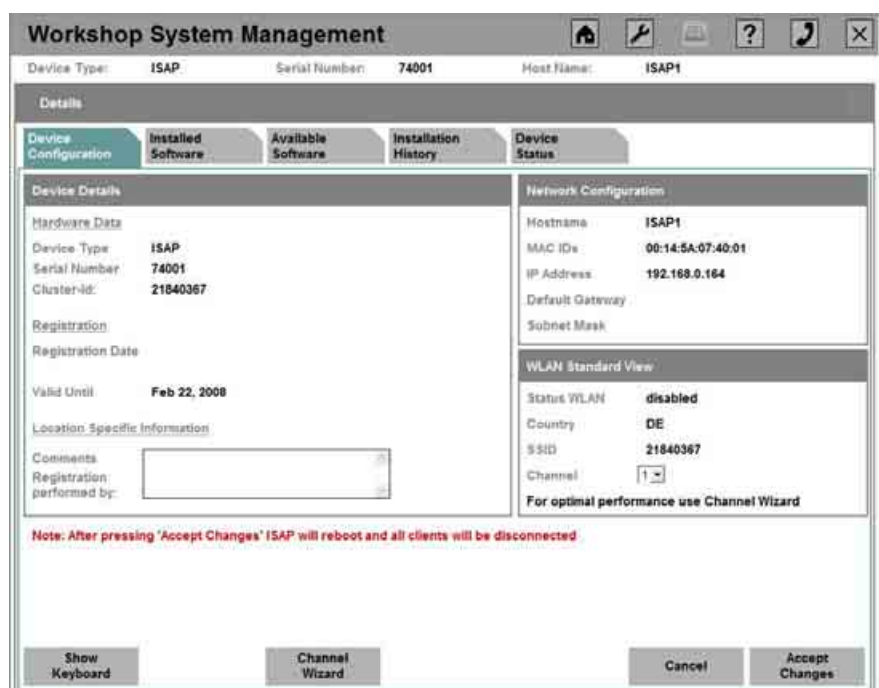 Workshop System Management
Device Type: ISAP Serial Number: 74001 Host Name: ISAP1
Details
Device Configuration
Installed Software
Available Software
Installation History
Device Status
Device Details
Hardware Data
Device Type ISAP
Serial Number 74001
Cluster-Id: 21840367
Registration
Registration Date
Valid Until Feb 22, 2008
Location Specific Information
Comments
Registration performed by:
Network Configuration
Hostname ISAP1
MAC IDs 00:14:5A:07:40:01
IP Address 192.168.0.164
Default Gateway
Subnet Mask
WLAN Standard View
Status WLAN disabled
Country DE
SSID 21840367
Channel 1
For optimal performance use Channel Wizard
Note: After pressing 'Accept Changes' ISAP will reboot and all clients will be disconnected
Show Keyboard
Channel Wizard
Cancel
Accept Changes